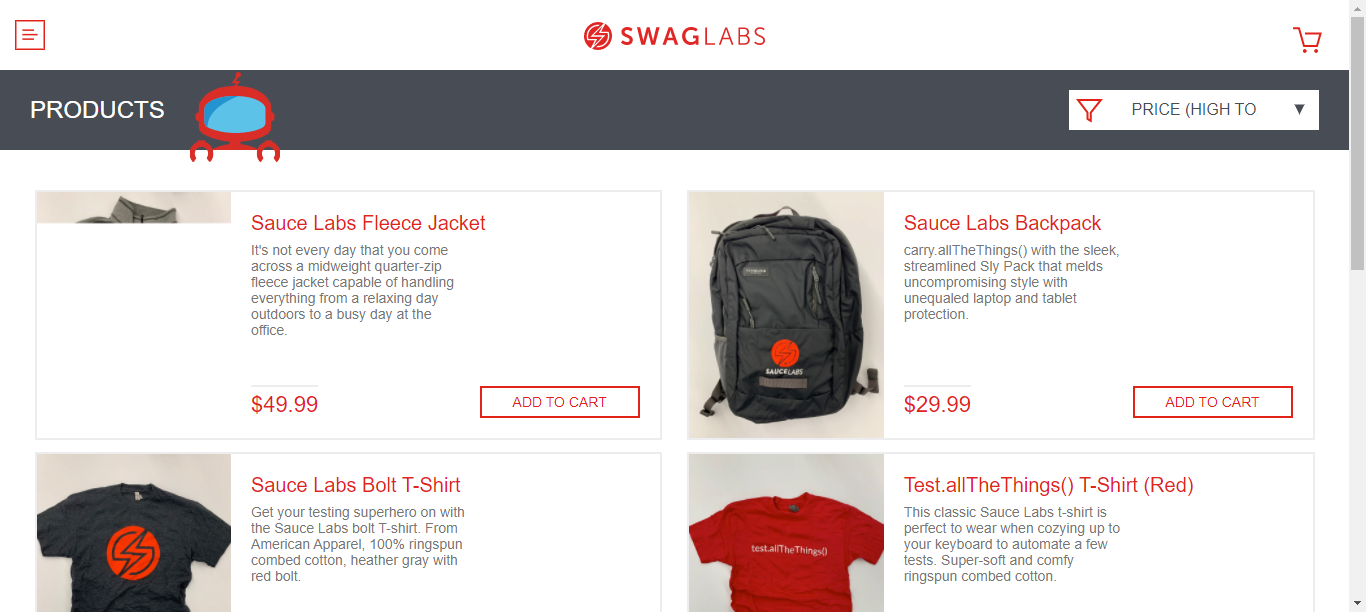 SWAGLABS
PRODUCTS
PRICE (HIGH TO
Sauce Labs Fleece Jacket
It's not every day that you come
across a midweight quarter-zip
fleece jacket capable of handling
everything from a relaxing day
outdoors to a busy day at the
office.
$49.99
ADD TO CART
Sauce Labs Backpack
carry.allTheThings() with the sleek,
streamlined Sly Pack that melds
uncompromising style with
unequaled laptop and tablet
protection.
SAUCELABS
$29.99
ADD TO CART
Sauce Labs Bolt T-Shirt
Get your testing superhero on with
the Sauce Labs bolt T-shirt. From
American Apparel, 100% ringspun
combed cotton, heather gray with
red bolt.
test.allTheThings()
Test.allTheThings() T-Shirt (Red)
This classic Sauce Labs t-shirt is
perfect to wear when cozying up to
your keyboard to automate a few
tests. Super-soft and comfy
ringspun combed cotton.